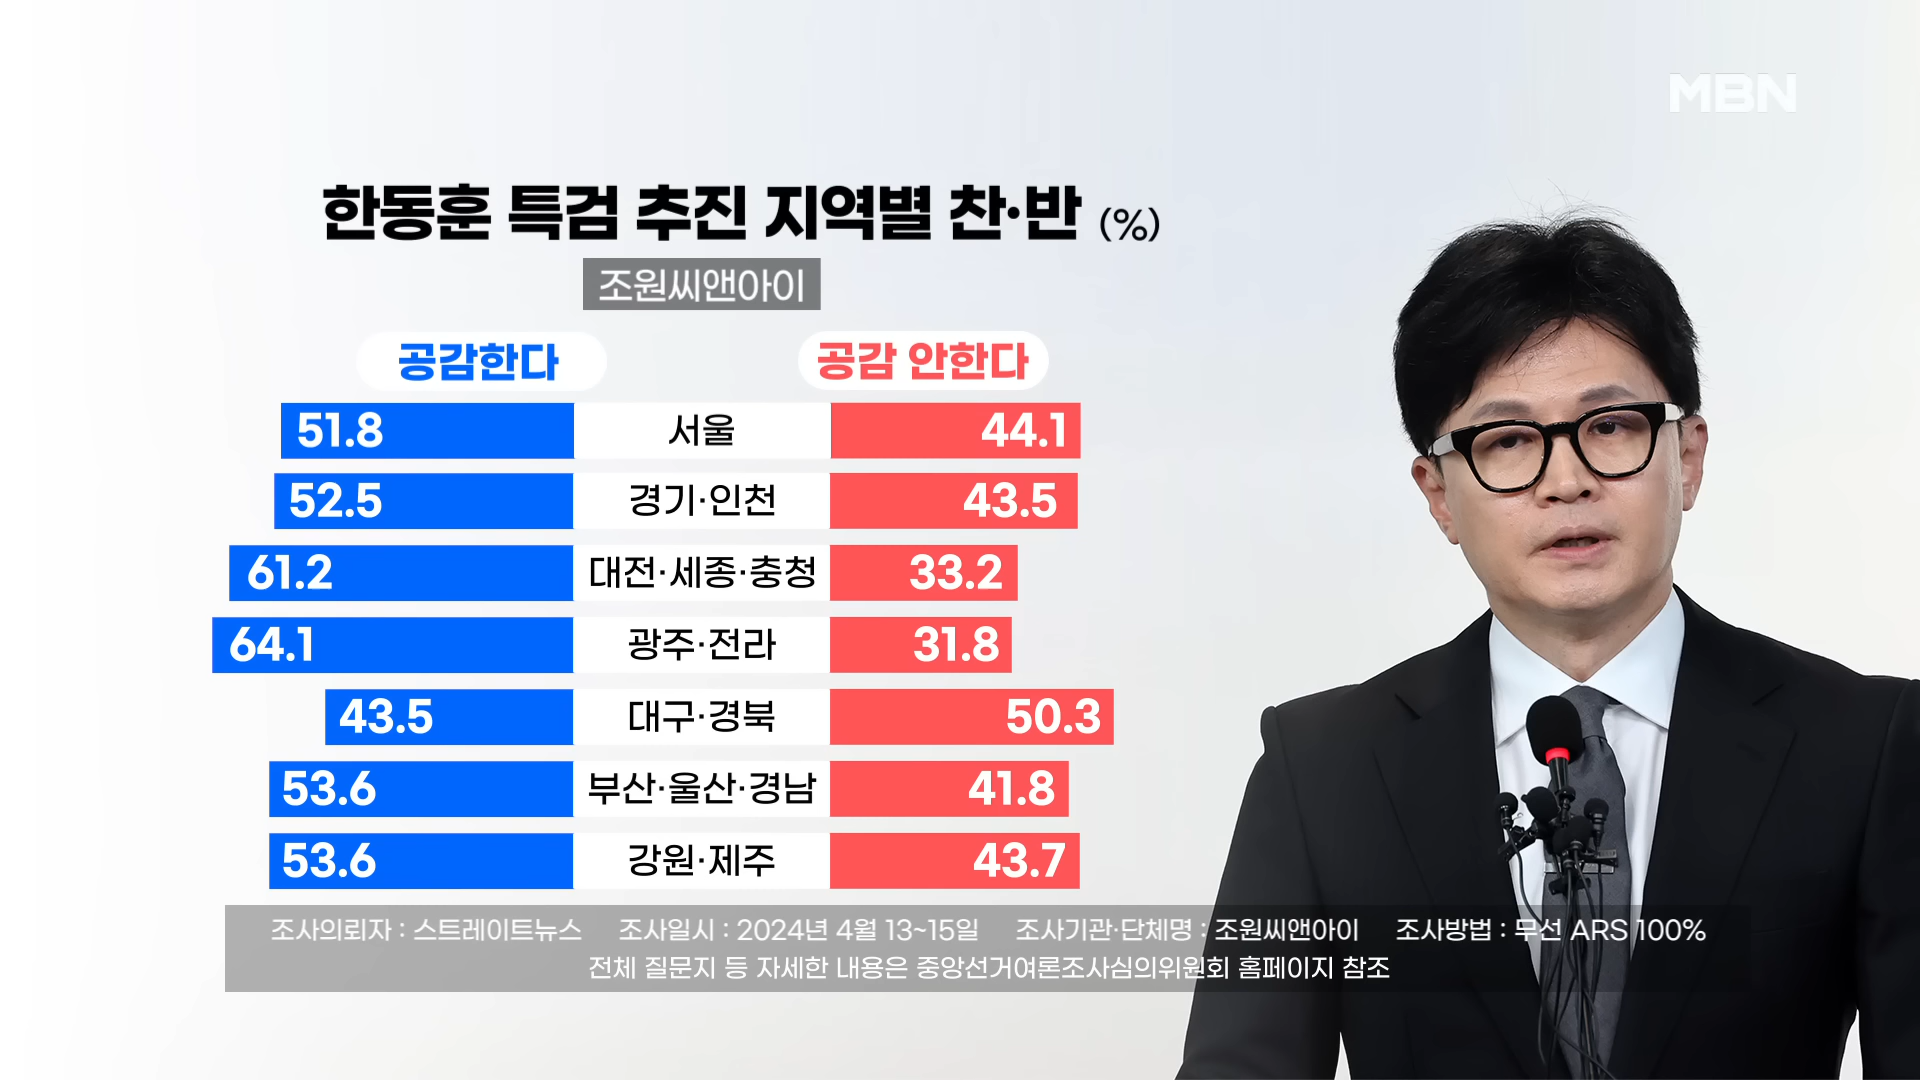 MBN
한동훈 특검 추진 지역별 찬·반 (%)
조원씨앤아이
공감한다 공감 안한다
51.8 서울 44.1
52.5 경기·인천 43.5
61.2 대전·세종·충청 33.2
64.1 광주·전라 31.8
43.5 대구·경북 50.3
53.6 부산·울산·경남 41.8
53.6 강원·제주 43.7
조사의뢰자 : 스트레이트뉴스 조사일시 : 2024년 4월 13~15일 조사기관·단체명 : 조원씨앤아이 조사방법 : 무선 ARS 100%
전체 질문지 등 자세한 내용은 중앙선거여론조사심의위원회 홈페이지 참조